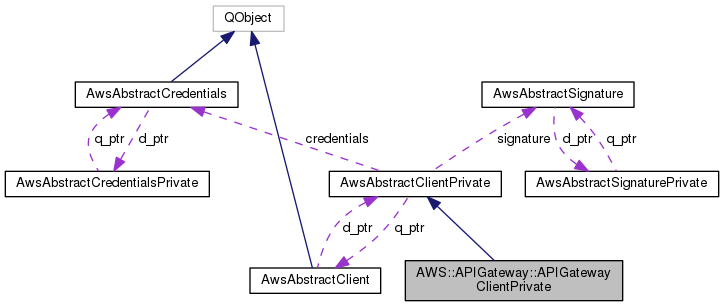 QObject
AwsAbstractCredentials
AwsAbstractSignature
q_ptr
d_ptr
credentials
signature
d_ptr
q_ptr
AwsAbstractCredentialsPrivate
AwsAbstractClientPrivate
AwsAbstractSignaturePrivate
d_ptr
q_ptr
AwsAbstractClient
AWS::APIGateway::APIGateway
ClientPrivate